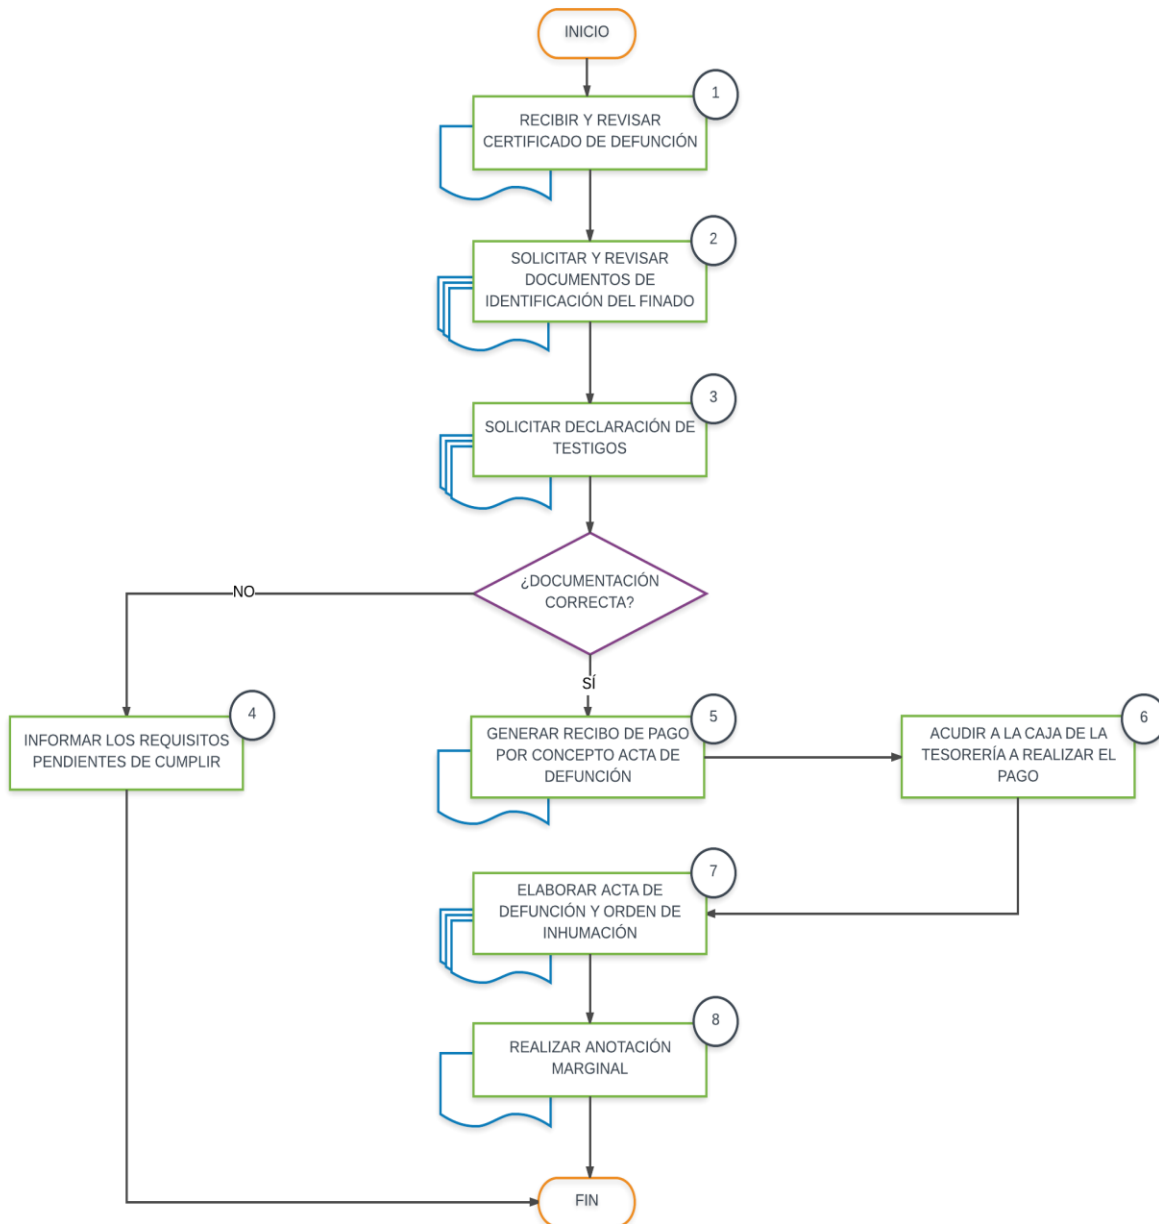 INICIO
1
RECIBIR Y REVISAR
CERTIFICADO DE DEFUNCIÓN
2
SOLICITAR Y REVISAR
DOCUMENTOS DE
IDENTIFICACIÓN DEL FINADO
3
SOLICITAR DECLARACIÓN DE
TESTIGOS
¿DOCUMENTACIÓN
CORRECTA?
NO
SÍ
4
INFORMAR LOS REQUISITOS
PENDIENTES DE CUMPLIR
5
GENERAR RECIBO DE PAGO
POR CONCEPTO ACTA DE
DEFUNCIÓN
6
ACUDIR A LA CAJA DE LA
TESORERÍA A REALIZAR EL
PAGO
7
ELABORAR ACTA DE
DEFUNCIÓN Y ORDEN DE
INHUMACIÓN
8
REALIZAR ANOTACIÓN
MARGINAL
FIN